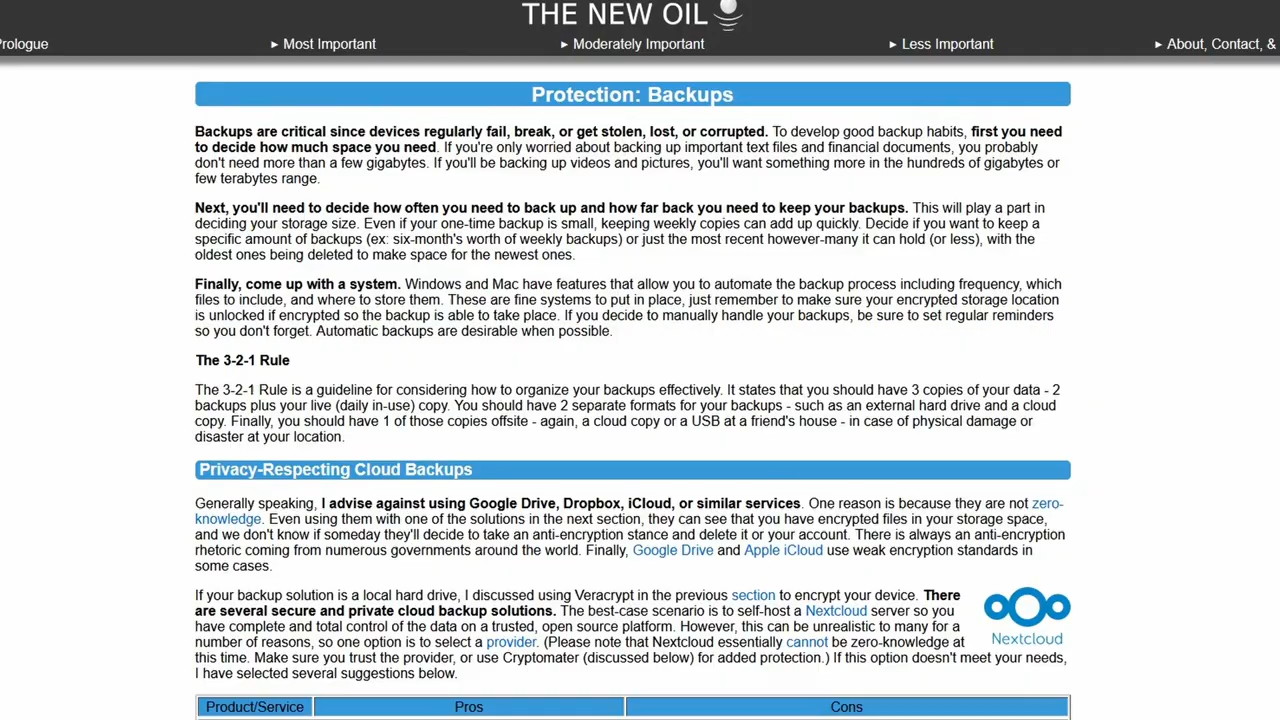 THE NEW OIL
Prologue
▸ Most Important
▸ Moderately Important
▸ Less Important
▸ About, Contact, &
Protection: Backups
Backups are critical since devices regularly fail, break, or get stolen, lost, or corrupted. To develop good backup habits, first you need
to decide how much space you need. If you're only worried about backing up important text files and financial documents, you probably
don't need more than a few gigabytes. If you'll be backing up videos and pictures, you'll want something more in the hundreds of gigabytes or
few terabytes range.
Next, you'll need to decide how often you need to back up and how far back you need to keep your backups. This will play a part in
deciding your storage size. Even if your one-time backup is small, keeping weekly copies can add up quickly. Decide if you want to keep a
specific amount of backups (ex: six-month's worth of weekly backups) or just the most recent however-many it can hold (or less), with the
oldest ones being deleted to make space for the newest ones.
Finally, come up with a system. Windows and Mac have features that allow you to automate the backup process including frequency, which
files to include, and where to store them. These are fine systems to put in place, just remember to make sure your encrypted storage location
is unlocked if encrypted so the backup is able to take place. If you decide to manually handle your backups, be sure to set regular reminders
so you don't forget. Automatic backups are desirable when possible.
The 3-2-1 Rule
The 3-2-1 Rule is a guideline for considering how to organize your backups effectively. It states that you should have 3 copies of your data - 2
backups plus your live (daily in-use) copy. You should have 2 separate formats for your backups - such as an external hard drive and a cloud
copy. Finally, you should have 1 of those copies offsite - again, a cloud copy or a USB at a friend's house - in case of physical damage or
disaster at your location.
Privacy-Respecting Cloud Backups
Generally speaking, I advise against using Google Drive, Dropbox, iCloud, or similar services. One reason is because they are not zero-
knowledge. Even using them with one of the solutions in the next section, they can see that you have encrypted files in your storage space,
and we don't know if someday they'll decide to take an anti-encryption stance and delete it or your account. There is always an anti-encryption
rhetoric coming from numerous governments around the world. Finally, Google Drive and Apple iCloud use weak encryption standards in
some cases.
If your backup solution is a local hard drive, I discussed using Veracrypt in the previous section to encrypt your device. There
are several secure and private cloud backup solutions. The best-case scenario is to self-host a Nextcloud server so you
have complete and total control of the data on a trusted, open source platform. However, this can be unrealistic to many for a
number of reasons, so one option is to select a provider. (Please note that Nextcloud essentially cannot be zero-knowledge at
this time. Make sure you trust the provider, or use Cryptomater (discussed below) for added protection.) If this option doesn't meet your needs,
I have selected several suggestions below.
Nextcloud
Product/Service
Pros
Cons